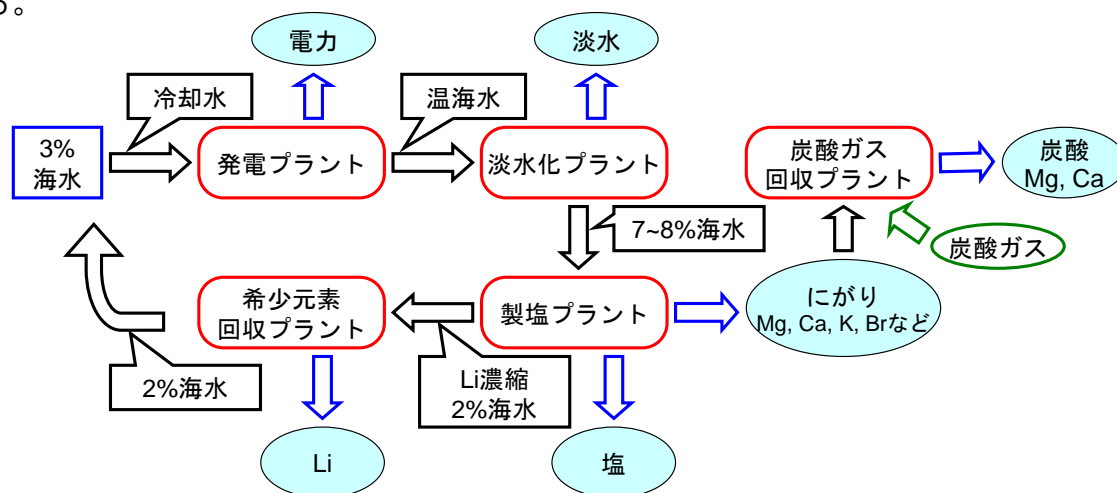 る。
電力
淡水
冷却水
温海水
3%
海水
発電プラント
淡水化プラント
炭酸ガス
回収プラント
炭酸
Mg, Ca
7~8%海水
炭酸ガス
希少元素
回収プラント
製塩プラント
にがり
Mg, Ca, K, Brなど
2%海水
Li濃縮
2%海水
Li
塩